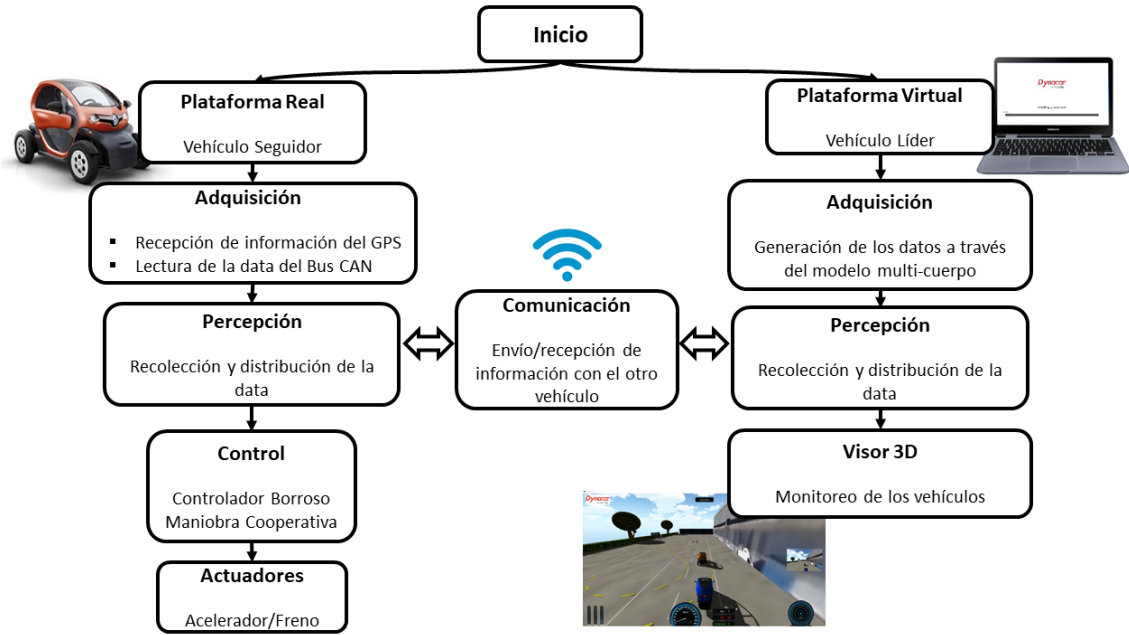 Inicio
Plataforma Real
Vehículo Seguidor
Adquisición
▪ Recepción de información del GPS
▪ Lectura de la data del Bus CAN
Percepción
Recolección y distribución de la
data
Control
Controlador Borroso
Maniobra Cooperativa
Actuadores
Acelerador/Freno
Comunicación
Envío/recepción de
información con el otro
vehículo
Plataforma Virtual
Vehículo Líder
Dynacar
Adquisición
Generación de los datos a través
del modelo multi-cuerpo
Percepción
Recolección y distribución de la
data
Visor 3D
Monitoreo de los vehículos
Dynacar